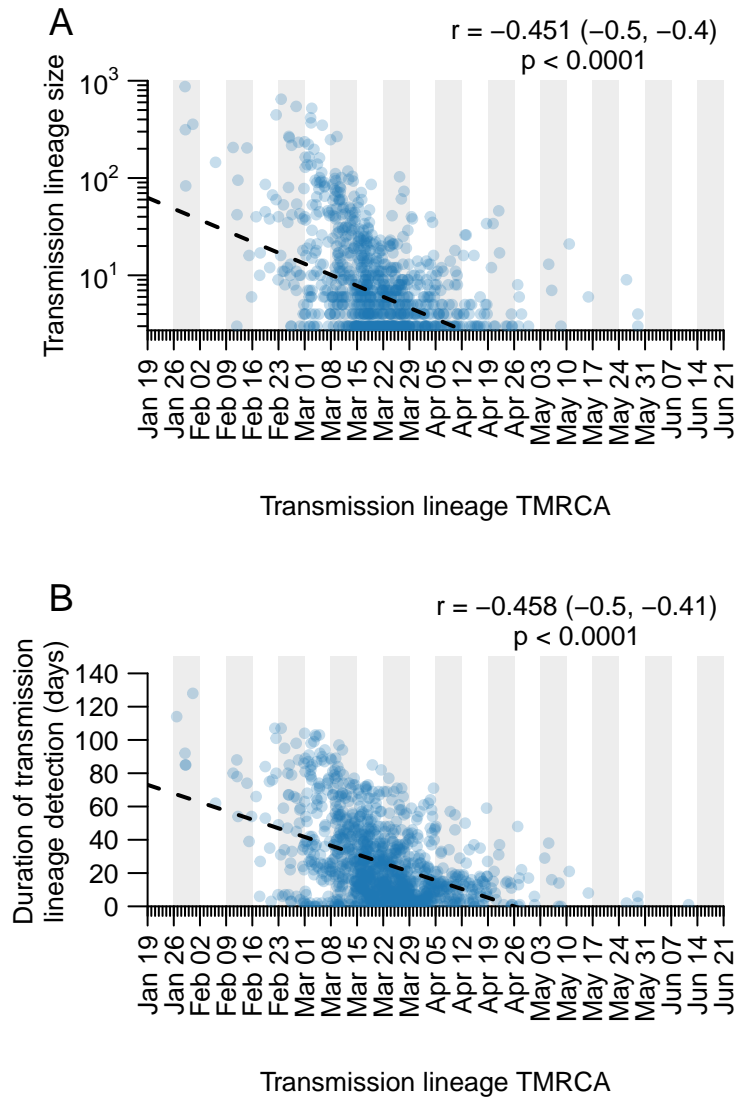 A
r = −0.451 (−0.5, −0.4)
p < 0.0001
Transmission lineage size
10³
10²
10¹
Jan 19
Jan 26
Feb 02
Feb 09
Feb 16
Feb 23
Mar 01
Mar 08
Mar 15
Mar 22
Mar 29
Apr 05
Apr 12
Apr 19
Apr 26
May 03
May 10
May 17
May 24
May 31
Jun 07
Jun 14
Jun 21
Transmission lineage TMRCA
B
r = −0.458 (−0.5, −0.41)
p < 0.0001
Duration of transmission
lineage detection (days)
140
120
100
80
60
40
20
0
Jan 19
Jan 26
Feb 02
Feb 09
Feb 16
Feb 23
Mar 01
Mar 08
Mar 15
Mar 22
Mar 29
Apr 05
Apr 12
Apr 19
Apr 26
May 03
May 10
May 17
May 24
May 31
Jun 07
Jun 14
Jun 21
Transmission lineage TMRCA